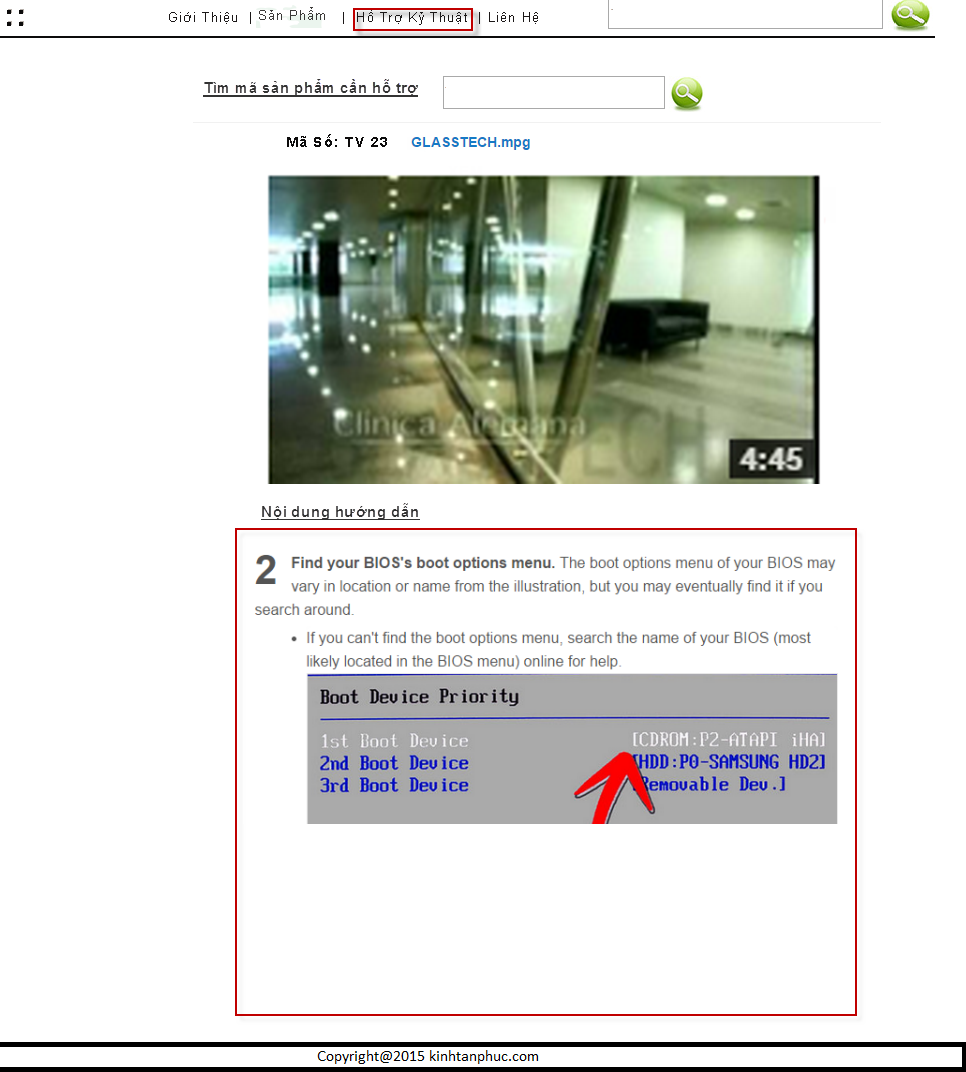 Giới Thiệu | Sản Phẩm | Hỗ Trợ Kỹ Thuật | Liên Hệ
Tìm mã sản phẩm cần hỗ trợ
Mã Số: TV 23 GLASSTECH.mpg
Clinica Alemana
TECH
4:45
Nội dung hướng dẫn
2 Find your BIOS's boot options menu. The boot options menu of your BIOS may
vary in location or name from the illustration, but you may eventually find it if you
search around.
• If you can't find the boot options menu, search the name of your BIOS (most
likely located in the BIOS menu) online for help.
Boot Device Priority
1st Boot Device [CDROM:P2-ATAPI iHA]
2nd Boot Device [HDD:P0-SAMSUNG HD2]
3rd Boot Device [Removable Dev.]
Copyright@2015 kinhtanphuc.com